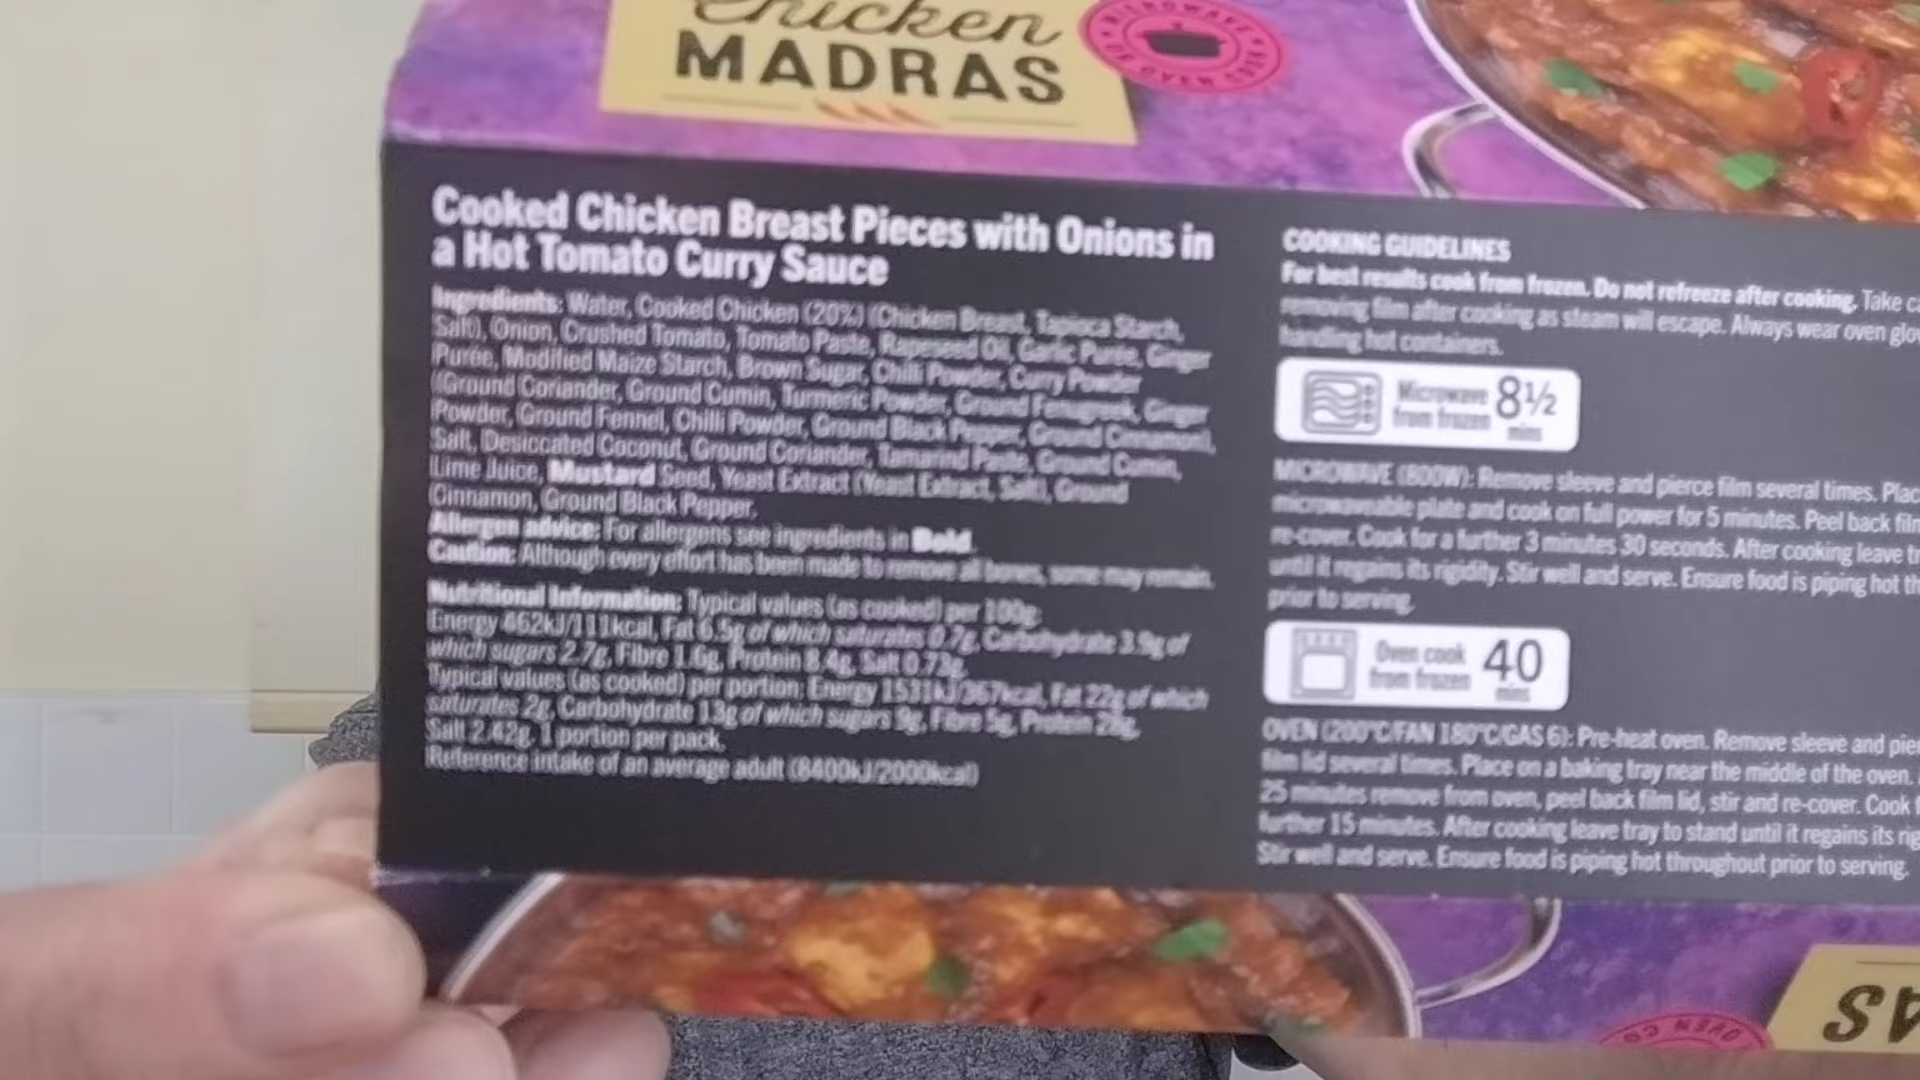 Chicken
MADRAS
MICROWAVE
OR OVEN COOK
Cooked Chicken Breast Pieces with Onions in
a Hot Tomato Curry Sauce
Ingredients: Water, Cooked Chicken (20%) (Chicken Breast, Tapioca Starch,
Salt), Onion, Crushed Tomato, Tomato Paste, Rapeseed Oil, Garlic Purée, Ginger
Purée, Modified Maize Starch, Brown Sugar, Chilli Powder, Curry Powder
(Ground Coriander, Ground Cumin, Turmeric Powder, Ground Fenugreek, Ginger
Powder, Ground Fennel, Chilli Powder, Ground Black Pepper, Ground Cinnamon),
Salt, Desiccated Coconut, Ground Coriander, Tamarind Paste, Ground Cumin,
Lime Juice, Mustard Seed, Yeast Extract (Yeast Extract, Salt), Ground
Cinnamon, Ground Black Pepper.
Allergen advice: For allergens see ingredients in Bold.
Caution: Although every effort has been made to remove all bones, some may remain.
Nutritional Information: Typical values (as cooked) per 100g:
Energy 462kJ/111kcal, Fat 6.5g of which saturates 0.7g, Carbohydrate 3.9g of
which sugars 2.7g, Fibre 1.6g, Protein 8.4g, Salt 0.73g.
Typical values (as cooked) per portion: Energy 1531kJ/367kcal, Fat 22g of which
saturates 2g, Carbohydrate 13g of which sugars 9g, Fibre 5g, Protein 28g,
Salt 2.42g. 1 portion per pack.
Reference intake of an average adult (8400kJ/2000kcal)
COOKING GUIDELINES
For best results cook from frozen. Do not refreeze after cooking. Take ca
removing film after cooking as steam will escape. Always wear oven glo
handling hot containers.
Microwave from frozen 8½ mins
MICROWAVE (800W): Remove sleeve and pierce film several times. Plac
microwaveable plate and cook on full power for 5 minutes. Peel back film
re-cover. Cook for a further 3 minutes 30 seconds. After cooking leave tr
until it regains its rigidity. Stir well and serve. Ensure food is piping hot th
prior to serving.
Oven cook from frozen 40 mins
OVEN (200°C/FAN 180°C/GAS 6): Pre-heat oven. Remove sleeve and pier
film lid several times. Place on a baking tray near the middle of the oven.
25 minutes remove from oven, peel back film lid, stir and re-cover. Cook f
further 15 minutes. After cooking leave tray to stand until it regains its rig
Stir well and serve. Ensure food is piping hot throughout prior to serving.
AS
OVEN CO